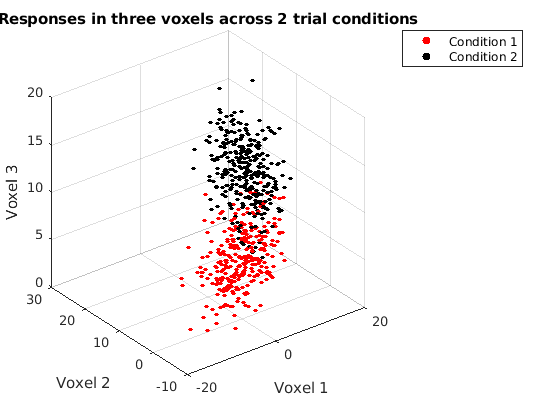 Responses in three voxels across 2 trial conditions
Condition 1
Condition 2
20
15
10
5
0
Voxel 3
30
20
10
0
-10
Voxel 2
-20
0
20
Voxel 1